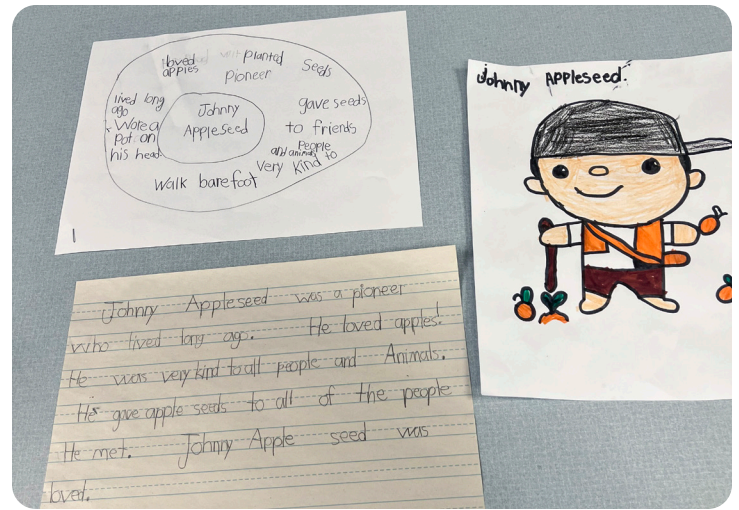 loved planted
apples Seeds
Pioneer
lived long
ago
Wore a
Pot on
his head
Johnny
Appleseed
gave seeds
to friends
People
and animals
Very Kind to
Walk barefoot
1
Johnny Appleseed.
Johnny Appleseed was a pioneer
who lived long ago. He loved apples!
He was very kind to all people and Animals.
He gave apple seeds to all of the people
He met. Johnny Apple seed was
loved.